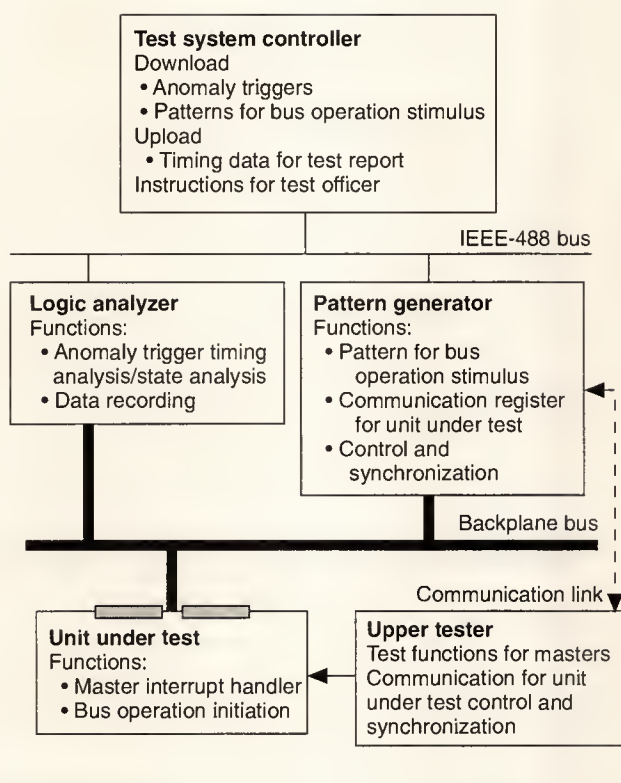 Test system controller
Download
• Anomaly triggers
• Patterns for bus operation stimulus
Upload
• Timing data for test report
Instructions for test officer
IEEE-488 bus
Logic analyzer
Functions:
• Anomaly trigger timing
analysis/state analysis
• Data recording
Pattern generator
Functions:
• Pattern for bus
operation stimulus
• Communication register
for unit under test
• Control and
synchronization
Backplane bus
Communication link
Unit under test
Functions:
• Master interrupt handler
• Bus operation initiation
Upper tester
Test functions for masters
Communication for unit
under test control and
synchronization